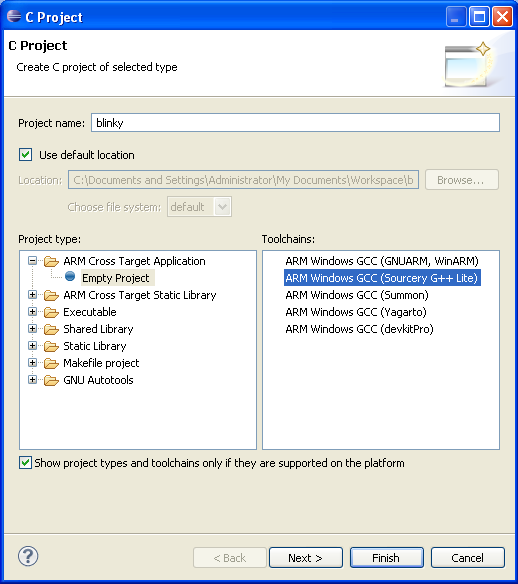 C Project
C Project
Create C project of selected type
Project name: blinky
Use default location
Location: C:\Documents and Settings\Administrator\My Documents\Workspace\b Browse...
Choose file system: default
Project type: Toolchains:
ARM Cross Target Application ARM Windows GCC (GNUARM, WinARM)
Empty Project ARM Windows GCC (Sourcery G++ Lite)
ARM Cross Target Static Library ARM Windows GCC (Summon)
Executable ARM Windows GCC (Yagarto)
Shared Library ARM Windows GCC (devkitPro)
Static Library
Makefile project
GNU Autotools
Show project types and toolchains only if they are supported on the platform
? < Back Next > Finish Cancel